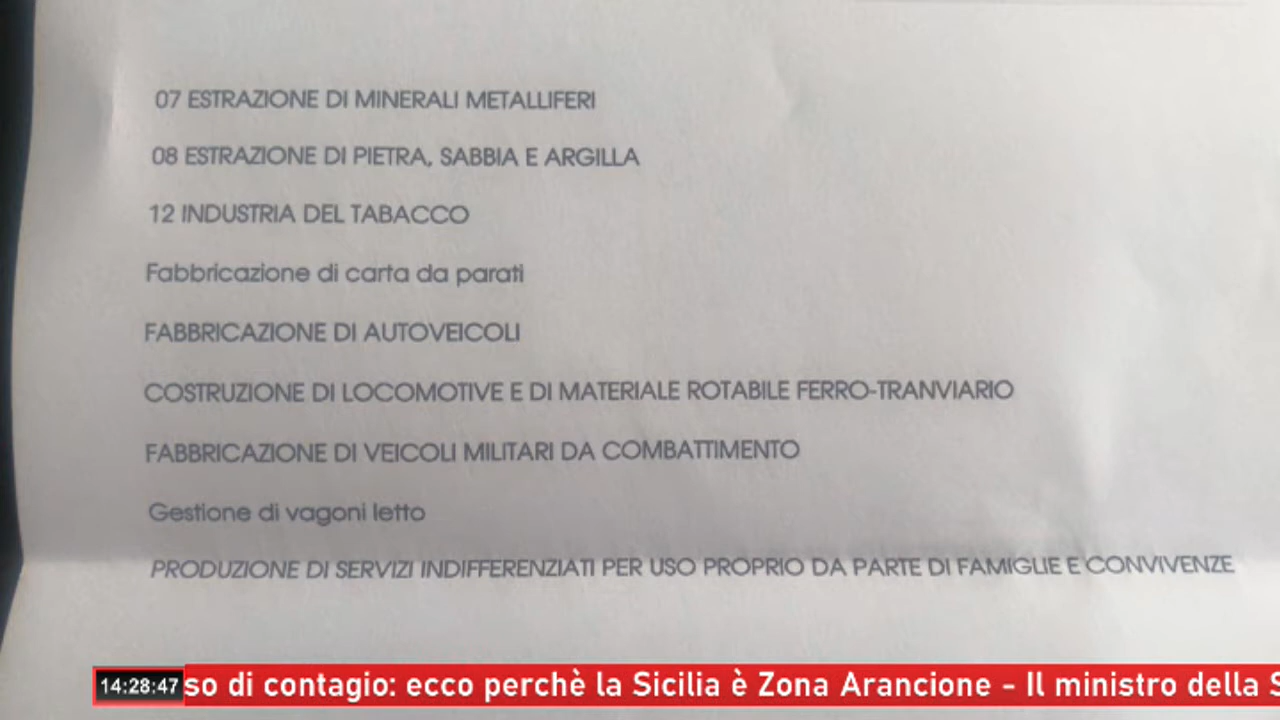 07 ESTRAZIONE DI MINERALI METALLIFERI
08 ESTRAZIONE DI PIETRA, SABBIA E ARGILLA
12 INDUSTRIA DEL TABACCO
Fabbricazione di carta da parati
FABBRICAZIONE DI AUTOVEICOLI
COSTRUZIONE DI LOCOMOTIVE E DI MATERIALE ROTABILE FERRO-TRANVIARIO
FABBRICAZIONE DI VEICOLI MILITARI DA COMBATTIMENTO
Gestione di vagoni letto
PRODUZIONE DI SERVIZI INDIFFERENZIATI PER USO PROPRIO DA PARTE DI FAMIGLIE E CONVIVENZE
14:28:47 so di contagio: ecco perchè la Sicilia è Zona Arancione - Il ministro della S